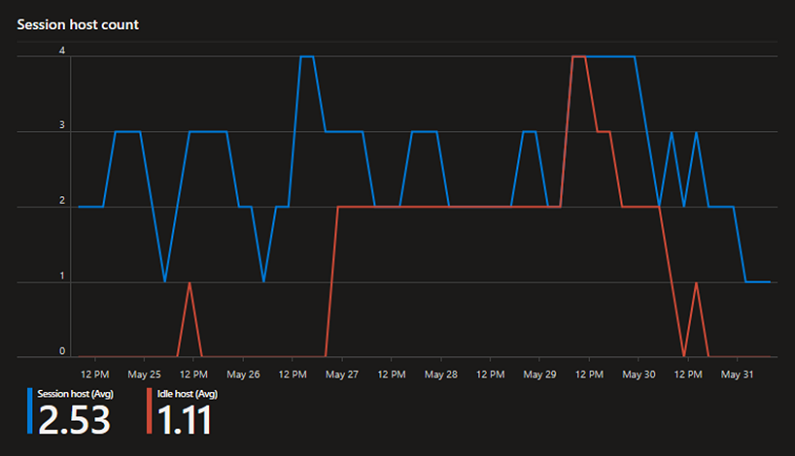 Session host count
4
3
2
1
0
12 PM May 25 12 PM May 26 12 PM May 27 12 PM May 28 12 PM May 29 12 PM May 30 12 PM May 31
Session host (Avg) Idle host (Avg)
2.53 1.11